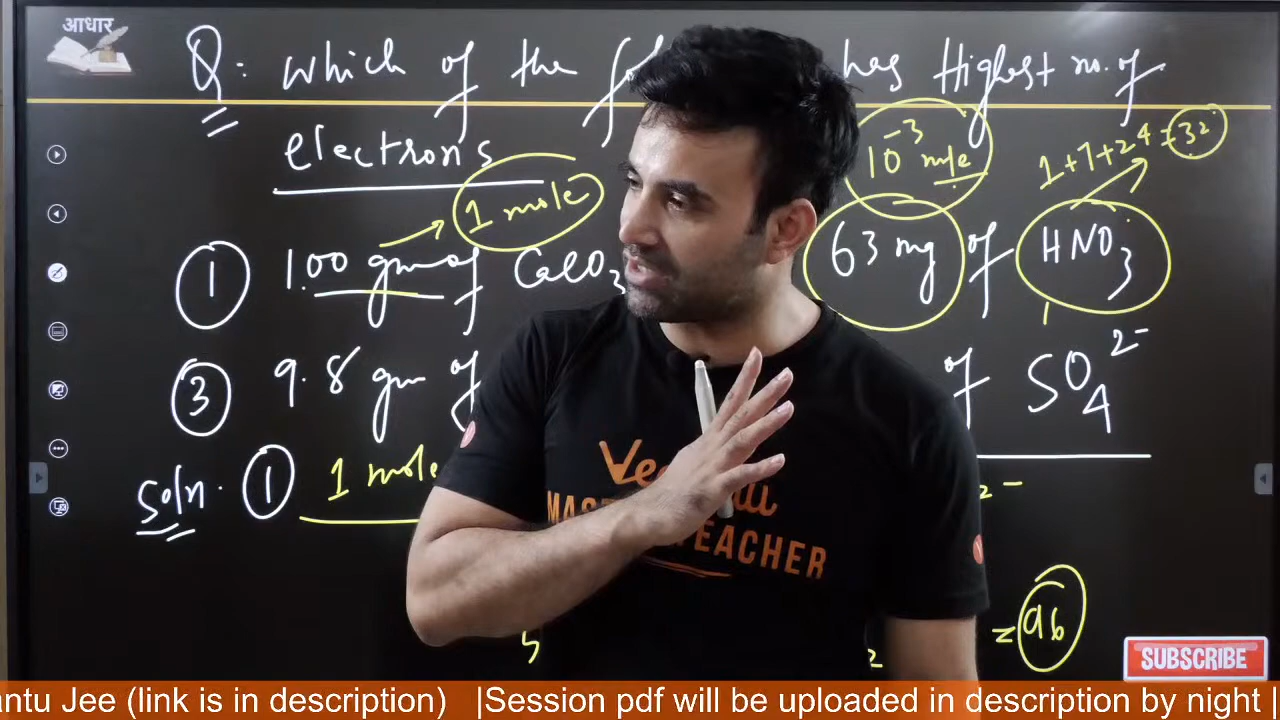 आधार
Q: which of the has Highest no. of
electrons
10⁻³ mole
1+7+24 = 32
1 mole
① 100 gm of CaCO₃ 63 mg of HNO₃
③ 9.8 gm of of SO₄²⁻
Soln. ① 1 mole 2-
= 96
MASTER TEACHER
SUBSCRIBE
antu Jee (link is in description) |Session pdf will be uploaded in description by night |